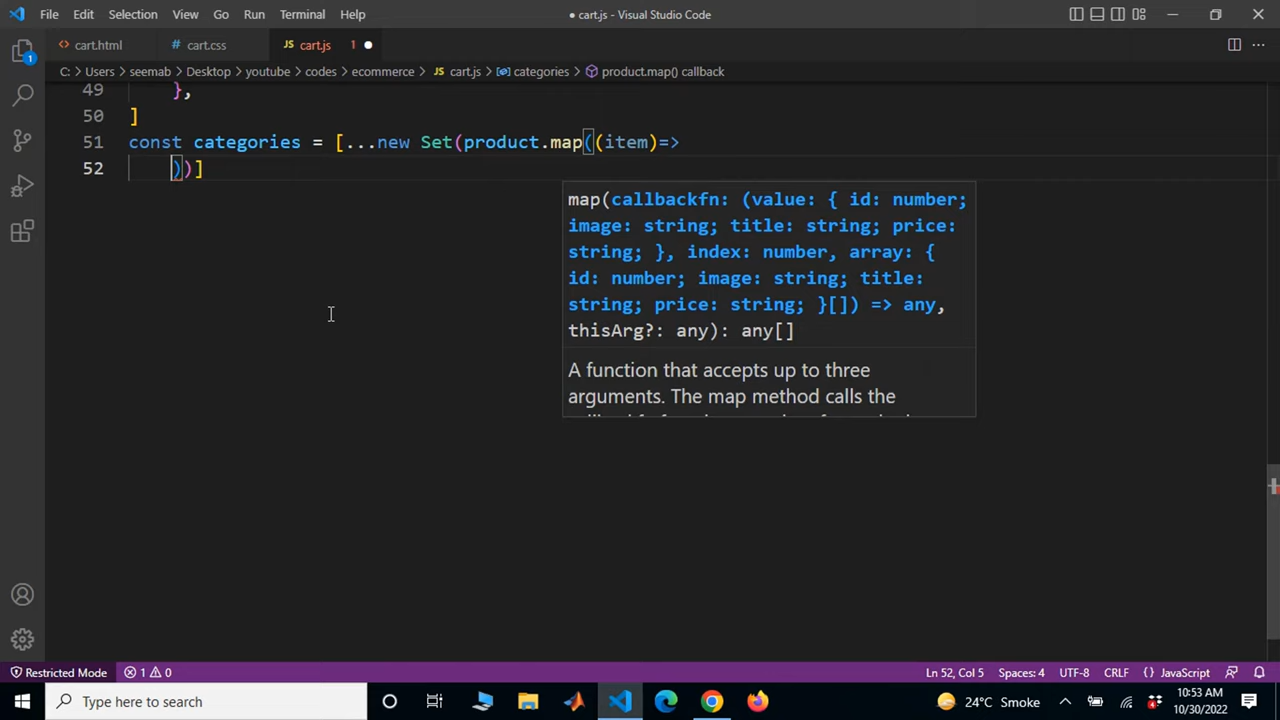 File Edit Selection View Go Run Terminal Help
● cart.js - Visual Studio Code
cart.html
# cart.css
JS cart.js 1 ●
C: > Users > seemab > Desktop > youtube > codes > ecommerce > JS cart.js > categories > product.map() callback
49 },
50 ]
51 const categories = [...new Set(product.map((item)=>
52 ))]
map(callbackfn: (value: { id: number;
image: string; title: string; price:
string; }, index: number, array: {
id: number; image: string; title:
string; price: string; }[]) => any,
thisArg?: any): any[]
A function that accepts up to three
arguments. The map method calls the
1
Restricted Mode 1 0
Ln 52, Col 5 Spaces: 4 UTF-8 CRLF {} JavaScript
Type here to search
24°C Smoke
10:53 AM
10/30/2022